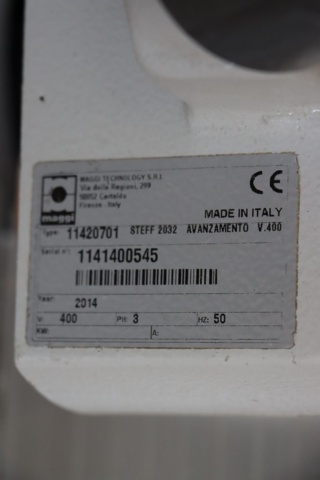 maggi
MAGGI TECHNOLOGY S.R.L.
Via delle Regioni, 299
50052 Certaldo
Firenze - Italy
CE
MADE IN ITALY
Type: 11420701 STEFF 2032 AVANZAMENTO V.400
Serial n°: 1141400545
Year: 2014
V: 400 PH: 3 HZ: 50
KW: A: